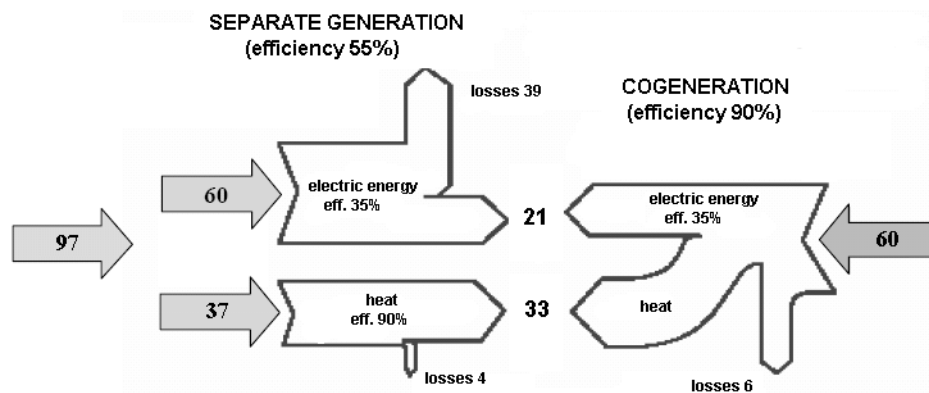 SEPARATE GENERATION
(efficiency 55%)
losses 39
COGENERATION
(efficiency 90%)
60
electric energy
eff. 35%
21
electric energy
eff. 35%
60
97
37
heat
eff. 90%
33
heat
losses 4
losses 6